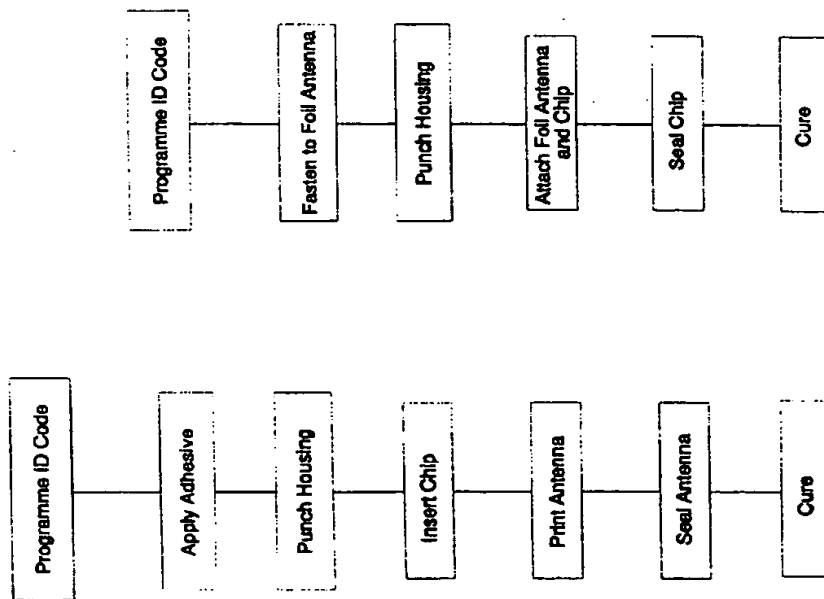 Programme ID Code
Apply Adhesive
Punch Housing
Insert Chip
Print Antenna
Seal Antenna
Cure
Programme ID Code
Fasten to Foil Antenna
Punch Housing
Attach Foil Antenna
and Chip
Seal Chip
Cure